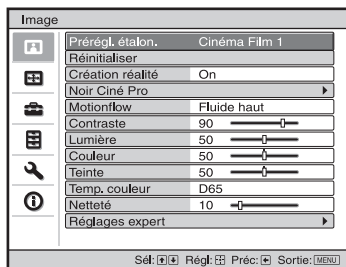 Image
Prérégl. étalon. Cinéma Film 1
Réinitialiser
Création réalité On
Noir Ciné Pro
Motionflow Fluide haut
Contraste 90
Lumière 50
Couleur 50
Teinte 50
Temp. couleur D65
Netteté 10
Réglages expert
Sél: Régl: Préc: Sortie: MENU